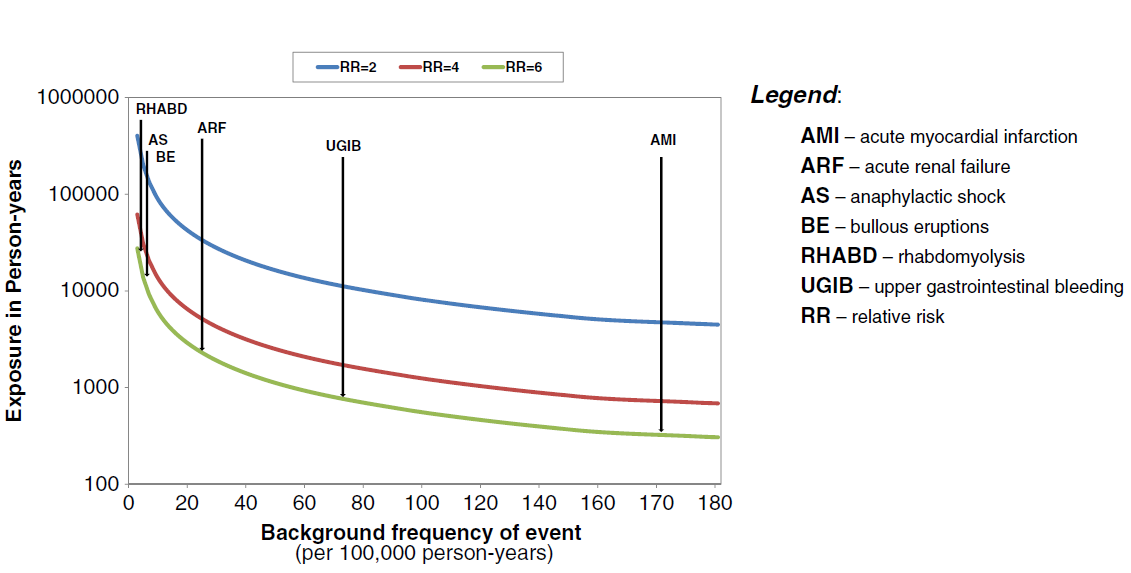 RR=2 RR=4 RR=6
Exposure in Person-years
1000000
100000
10000
1000
100
RHABD
AS
BE
ARF
UGIB
AMI
0 20 40 60 80 100 120 140 160 170 180
Background frequency of event
(per 100,000 person-years)
Legend:
AMI – acute myocardial infarction
ARF – acute renal failure
AS – anaphylactic shock
BE – bullous eruptions
RHABD – rhabdomyolysis
UGIB – upper gastrointestinal bleeding
RR – relative risk